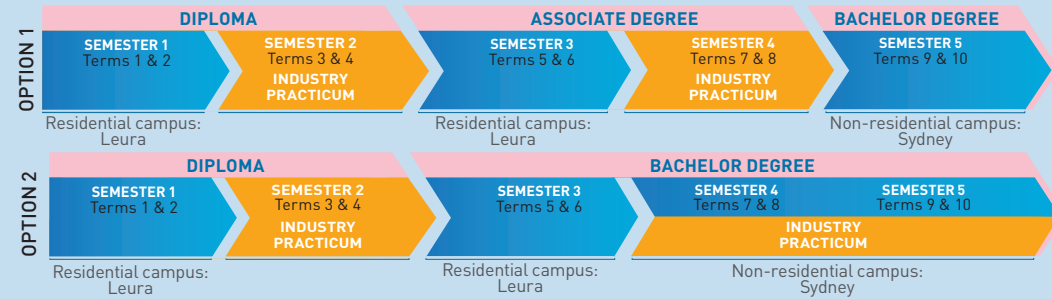 OPTION 1
DIPLOMA
ASSOCIATE DEGREE
BACHELOR DEGREE
SEMESTER 1
Terms 1 & 2
SEMESTER 2
Terms 3 & 4
INDUSTRY
PRACTICUM
SEMESTER 3
Terms 5 & 6
SEMESTER 4
Terms 7 & 8
INDUSTRY
PRACTICUM
SEMESTER 5
Terms 9 & 10
Residential campus:
Leura
Residential campus:
Leura
Non-residential campus:
Sydney
OPTION 2
DIPLOMA
BACHELOR DEGREE
SEMESTER 1
Terms 1 & 2
SEMESTER 2
Terms 3 & 4
INDUSTRY
PRACTICUM
SEMESTER 3
Terms 5 & 6
SEMESTER 4
Terms 7 & 8
SEMESTER 5
Terms 9 & 10
INDUSTRY
PRACTICUM
Residential campus:
Leura
Residential campus:
Leura
Non-residential campus:
Sydney